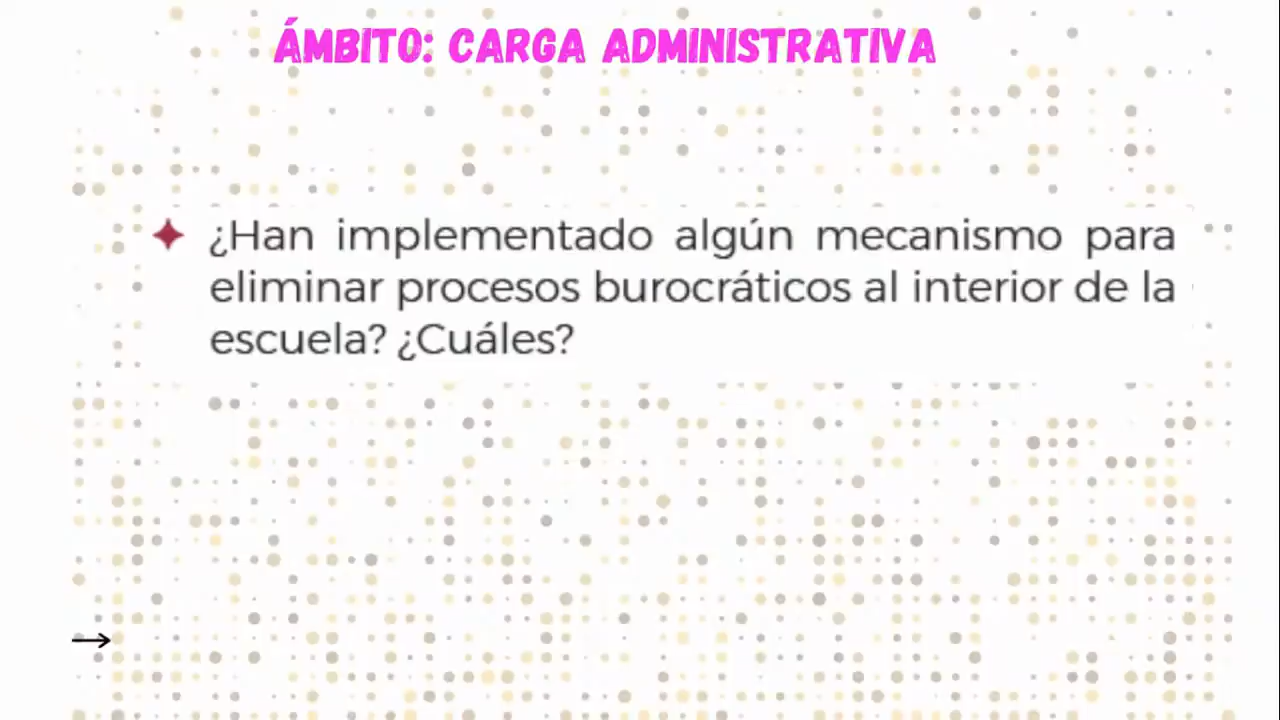 ÁMBITO: CARGA ADMINISTRATIVA
¿Han implementado algún mecanismo para
eliminar procesos burocráticos al interior de la
escuela? ¿Cuáles?